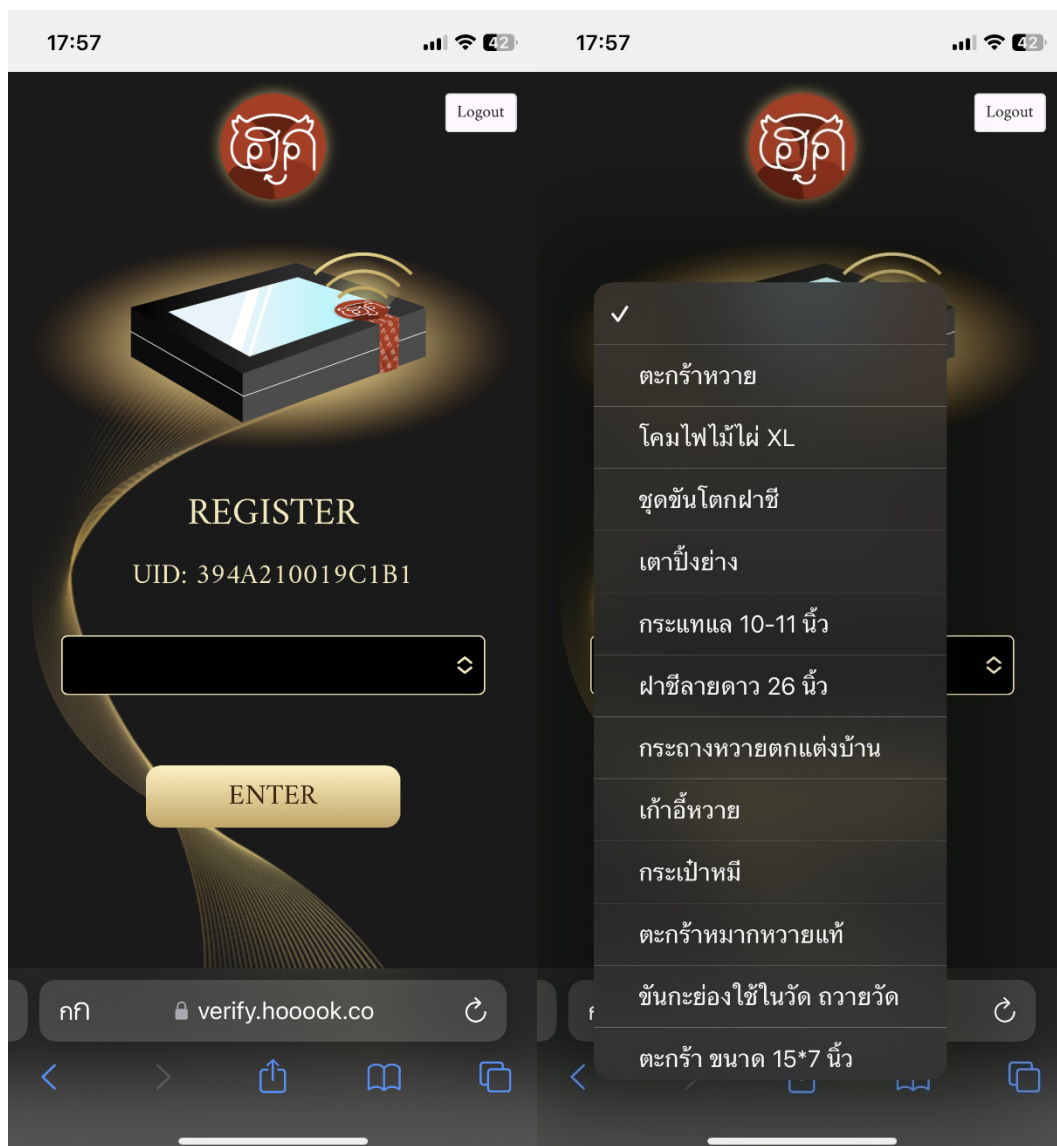 17:57
42
Logout
ฮูก
REGISTER
UID: 394A210019C1B1
ENTER
กก
verify.hooook.co
17:57
42
Logout
ฮูก
ตะกร้าหวาย
โคมไฟไม้ไผ่ XL
ชุดขันโตกฝาชี
เตาปิ้งย่าง
กระแทแล 10-11 นิ้ว
ฝาชีลายดาว 26 นิ้ว
กระถางหวายตกแต่งบ้าน
เก้าอี้หวาย
กระเป๋าหมี
ตะกร้าหมากหวายแท้
ขันกะย่องใช้ในวัด ถวายวัด
ตะกร้า ขนาด 15*7 นิ้ว